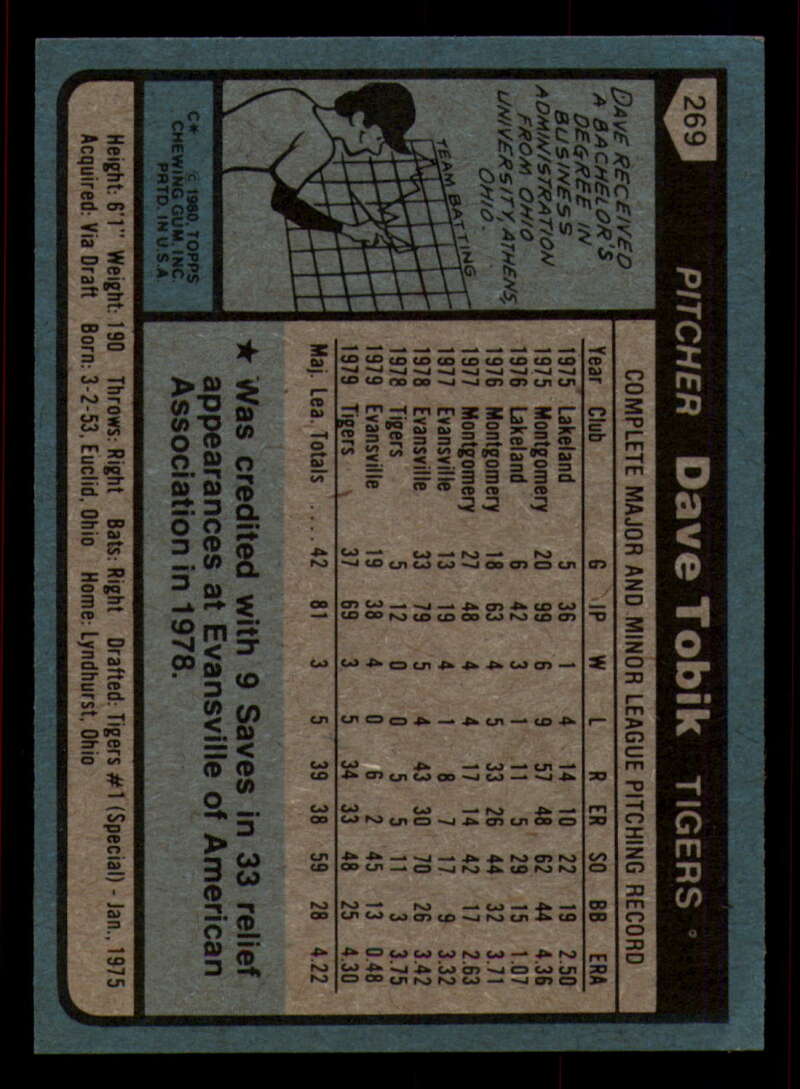 269
PITCHER Dave Tobik TIGERS
DAVE RECEIVED
A BACHELOR'S
DEGREE IN
BUSINESS
ADMINISTRATION
FROM OHIO
UNIVERSITY, ATHENS,
OHIO.
TEAM BATTING
C* © 1980 TOPPS
CHEWING GUM, INC.
PRTD. IN U.S.A.
COMPLETE MAJOR AND MINOR LEAGUE PITCHING RECORD
Year Club G IP W L R ER SO BB ERA
1975 Lakeland 5 36 1 4 14 10 22 19 2.50
1975 Montgomery 20 99 6 9 57 48 62 44 4.36
1976 Lakeland 6 42 3 1 11 5 29 15 1.07
1976 Montgomery 18 63 4 5 33 26 44 32 3.71
1977 Montgomery 27 48 4 4 17 14 42 17 2.63
1977 Evansville 13 19 4 1 8 7 17 9 3.32
1978 Evansville 33 79 5 4 43 30 70 26 3.42
1978 Tigers 5 12 0 0 5 5 11 3 3.75
1979 Evansville 19 38 4 0 6 2 45 13 0.48
1979 Tigers 37 69 3 5 34 33 48 25 4.30
Maj. Lea. Totals .... 42 81 3 5 39 38 59 28 4.22
★ Was credited with 9 Saves in 33 relief
appearances at Evansville of American
Association in 1978.
Height: 6'1" Weight: 190 Throws: Right Bats: Right Drafted: Tigers #1 (Special) - Jan., 1975
Acquired: Via Draft Born: 3-2-53, Euclid, Ohio Home: Lyndhurst, Ohio